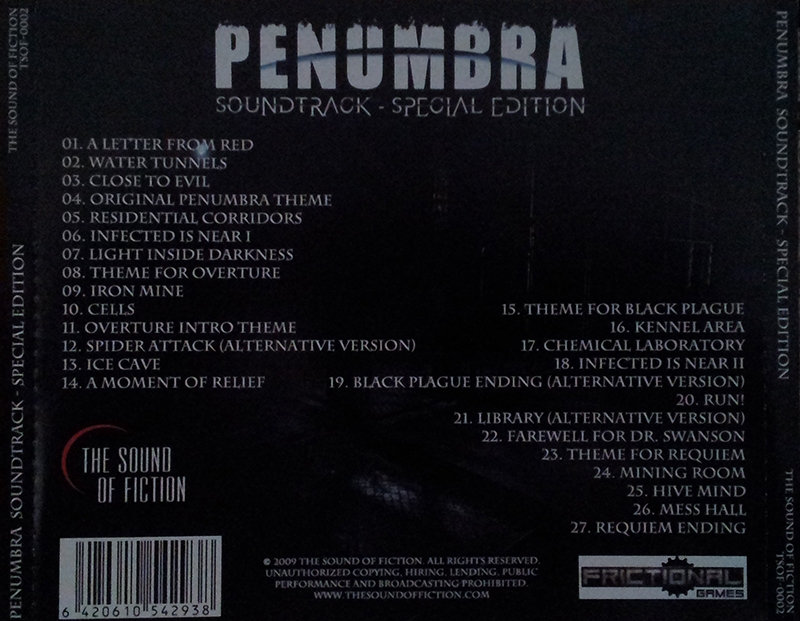 PENUMBRA
SOUNDTRACK - SPECIAL EDITION
01. A LETTER FROM RED
02. WATER TUNNELS
03. CLOSE TO EVIL
04. ORIGINAL PENUMBRA THEME
05. RESIDENTIAL CORRIDORS
06. INFECTED IS NEAR I
07. LIGHT INSIDE DARKNESS
08. THEME FOR OVERTURE
09. IRON MINE
10. CELLS
11. OVERTURE INTRO THEME
12. SPIDER ATTACK (ALTERNATIVE VERSION)
13. ICE CAVE
14. A MOMENT OF RELIEF
15. THEME FOR BLACK PLAGUE
16. KENNEL AREA
17. CHEMICAL LABORATORY
18. INFECTED IS NEAR II
19. BLACK PLAGUE ENDING (ALTERNATIVE VERSION)
20. RUN!
21. LIBRARY (ALTERNATIVE VERSION)
22. FAREWELL FOR DR. SWANSON
23. THEME FOR REQUIEM
24. MINING ROOM
25. HIVE MIND
26. MESS HALL
27. REQUIEM ENDING
THE SOUND
OF FICTION
6 420610 542938
© 2009 THE SOUND OF FICTION. ALL RIGHTS RESERVED.
UNAUTHORIZED COPYING, HIRING, LENDING, PUBLIC
PERFORMANCE AND BROADCASTING PROHIBITED.
WWW.THESOUNDOFFICTION.COM
FRICTIONAL
GAMES
PENUMBRA SOUNDTRACK - SPECIAL EDITION
THE SOUND OF FICTION
TSOF-0002
PENUMBRA SOUNDTRACK - SPECIAL EDITION
THE SOUND OF FICTION
TSOF-0002